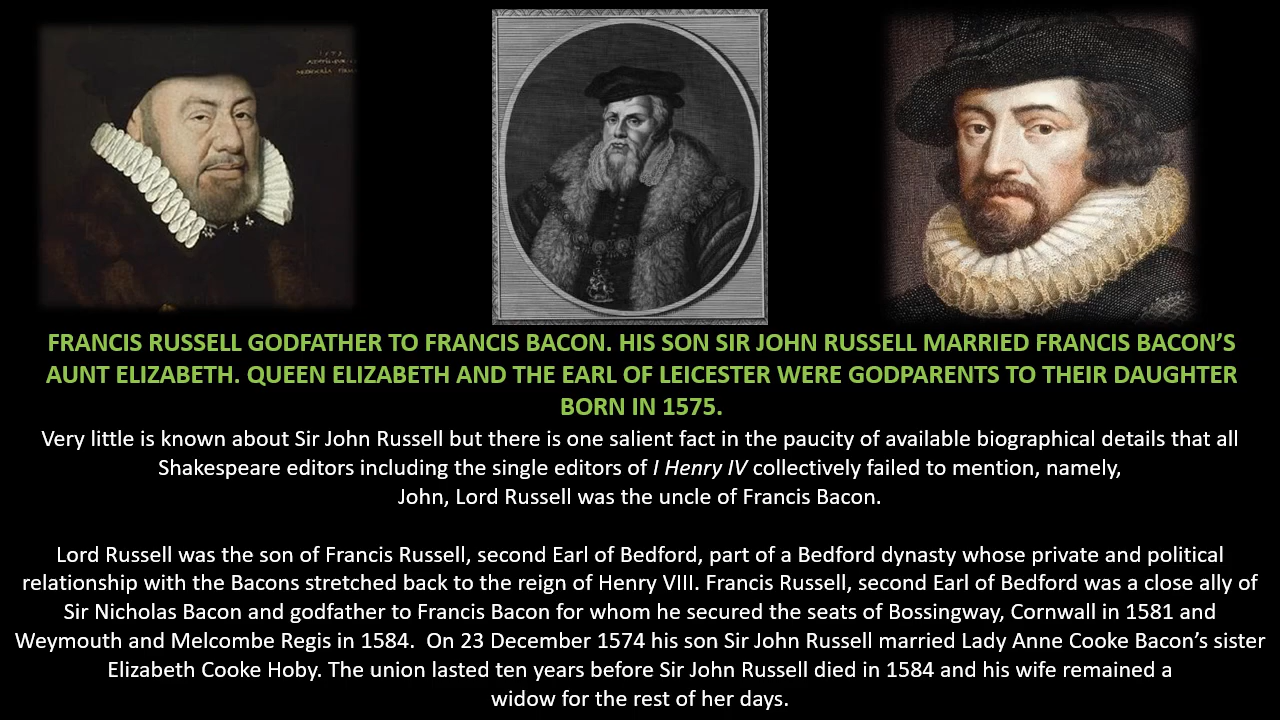 FRANCIS RUSSELL GODFATHER TO FRANCIS BACON. HIS SON SIR JOHN RUSSELL MARRIED FRANCIS BACON’S
AUNT ELIZABETH. QUEEN ELIZABETH AND THE EARL OF LEICESTER WERE GODPARENTS TO THEIR DAUGHTER
BORN IN 1575.
Very little is known about Sir John Russell but there is one salient fact in the paucity of available biographical details that all
Shakespeare editors including the single editors of I Henry IV collectively failed to mention, namely,
John, Lord Russell was the uncle of Francis Bacon.
Lord Russell was the son of Francis Russell, second Earl of Bedford, part of a Bedford dynasty whose private and political
relationship with the Bacons stretched back to the reign of Henry VIII. Francis Russell, second Earl of Bedford was a close ally of
Sir Nicholas Bacon and godfather to Francis Bacon for whom he secured the seats of Bossingway, Cornwall in 1581 and
Weymouth and Melcombe Regis in 1584. On 23 December 1574 his son Sir John Russell married Lady Anne Cooke Bacon’s sister
Elizabeth Cooke Hoby. The union lasted ten years before Sir John Russell died in 1584 and his wife remained a
widow for the rest of her days.